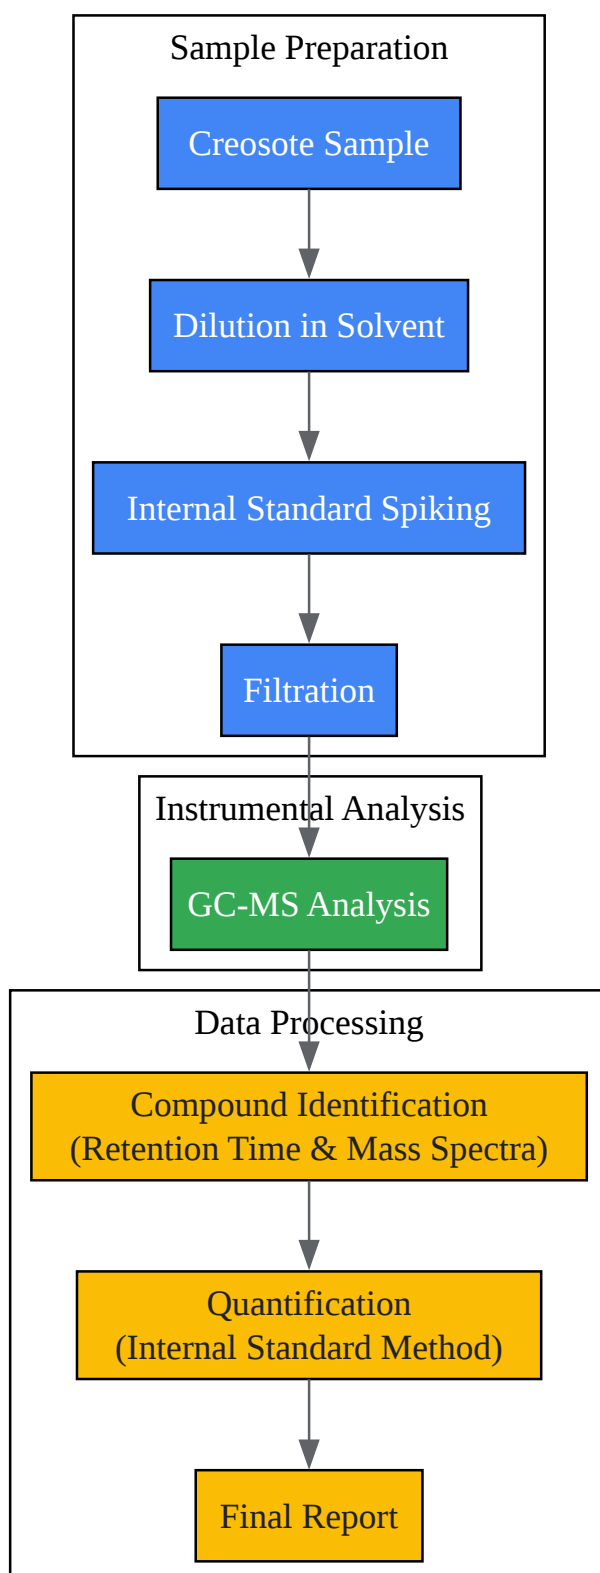 Sample Preparation
Creosote Sample
Dilution in Solvent
Internal Standard Spiking
Filtration
Instrumental Analysis
GC-MS Analysis
Data Processing
Compound Identification
(Retention Time & Mass Spectra)
Quantification
(Internal Standard Method)
Final Report